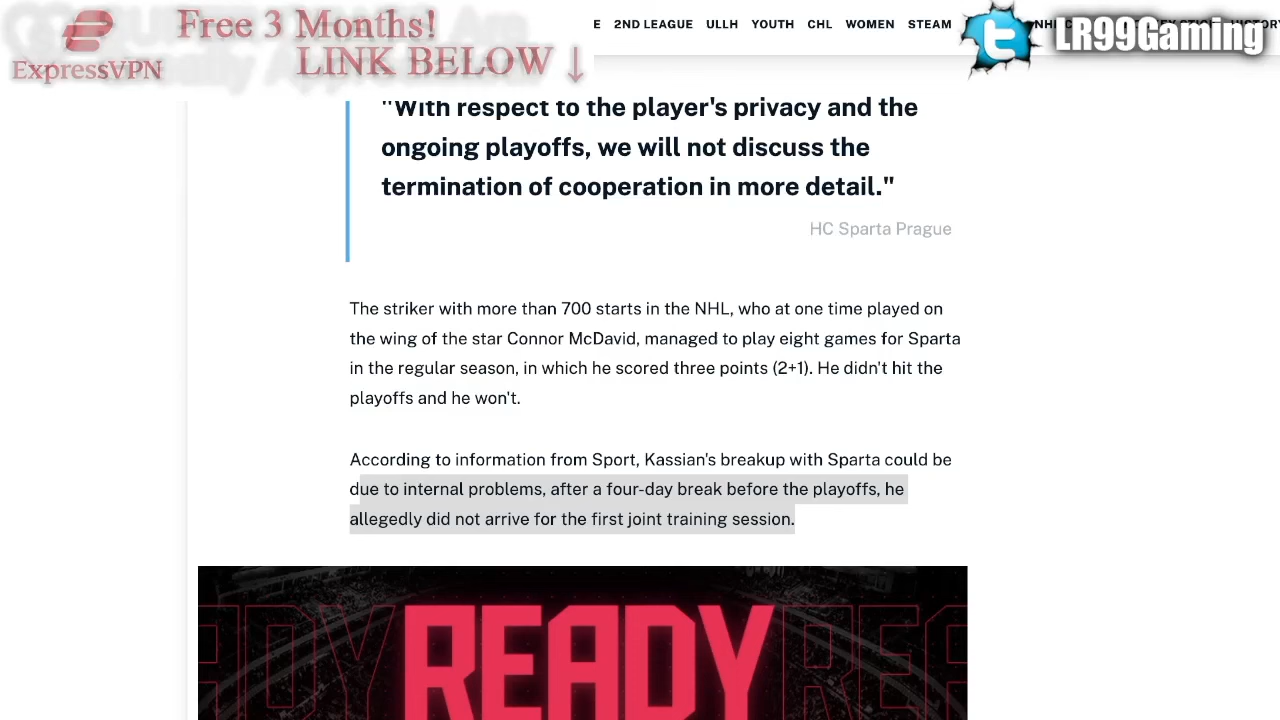 Free 3 Months!
ExpressVPN
LINK BELOW ↓
E 2ND LEAGUE ULLH YOUTH CHL WOMEN STEAM
LR99Gaming
"With respect to the player's privacy and the
ongoing playoffs, we will not discuss the
termination of cooperation in more detail."
HC Sparta Prague
The striker with more than 700 starts in the NHL, who at one time played on
the wing of the star Connor McDavid, managed to play eight games for Sparta
in the regular season, in which he scored three points (2+1). He didn't hit the
playoffs and he won't.
According to information from Sport, Kassian's breakup with Sparta could be
due to internal problems, after a four-day break before the playoffs, he
allegedly did not arrive for the first joint training session.
READY